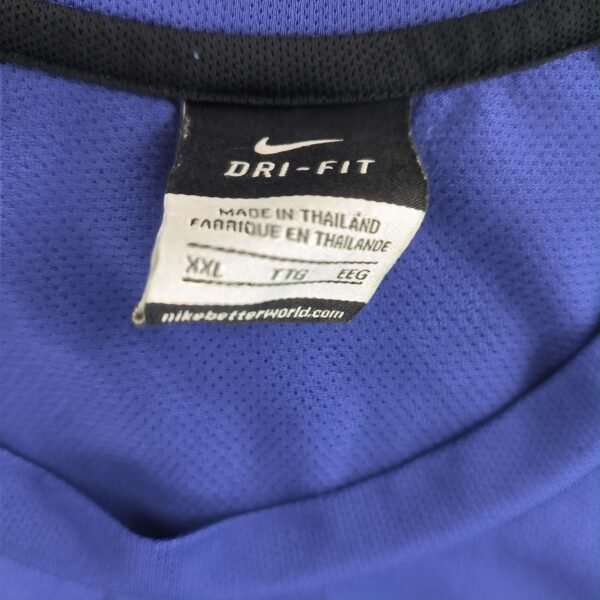 DRI-FIT
MADE IN THAILAND
FABRIQUE EN THAILANDE
XXL TTG EEG
nikebetterworld.com